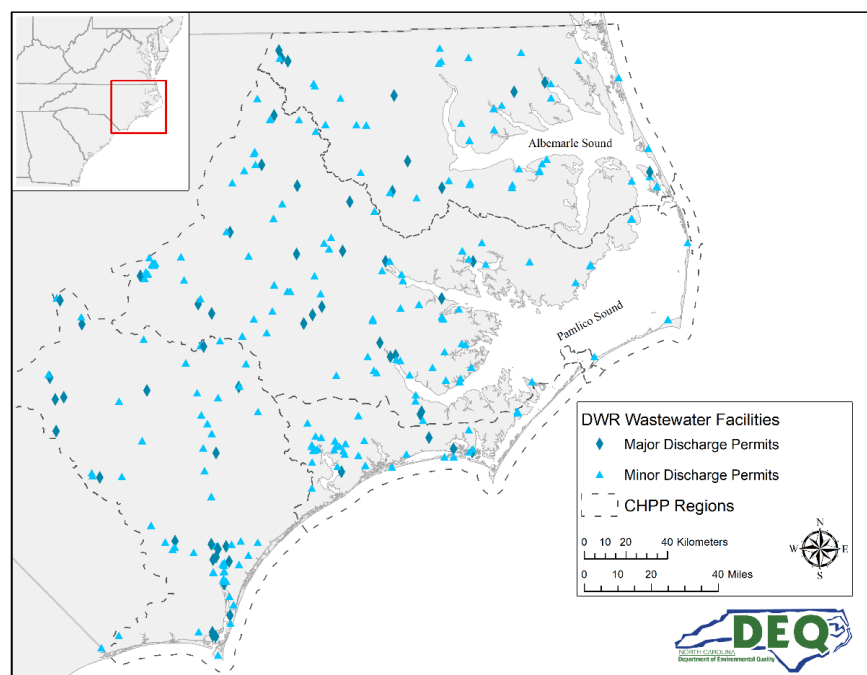 Albemarle Sound
Pamlico Sound
DWR Wastewater Facilities
Major Discharge Permits
Minor Discharge Permits
CHPP Regions
0 10 20 40 Kilometers
0 10 20 40 Miles
N
W E
S
DEQ
NORTH CAROLINA
Department of Environmental Quality